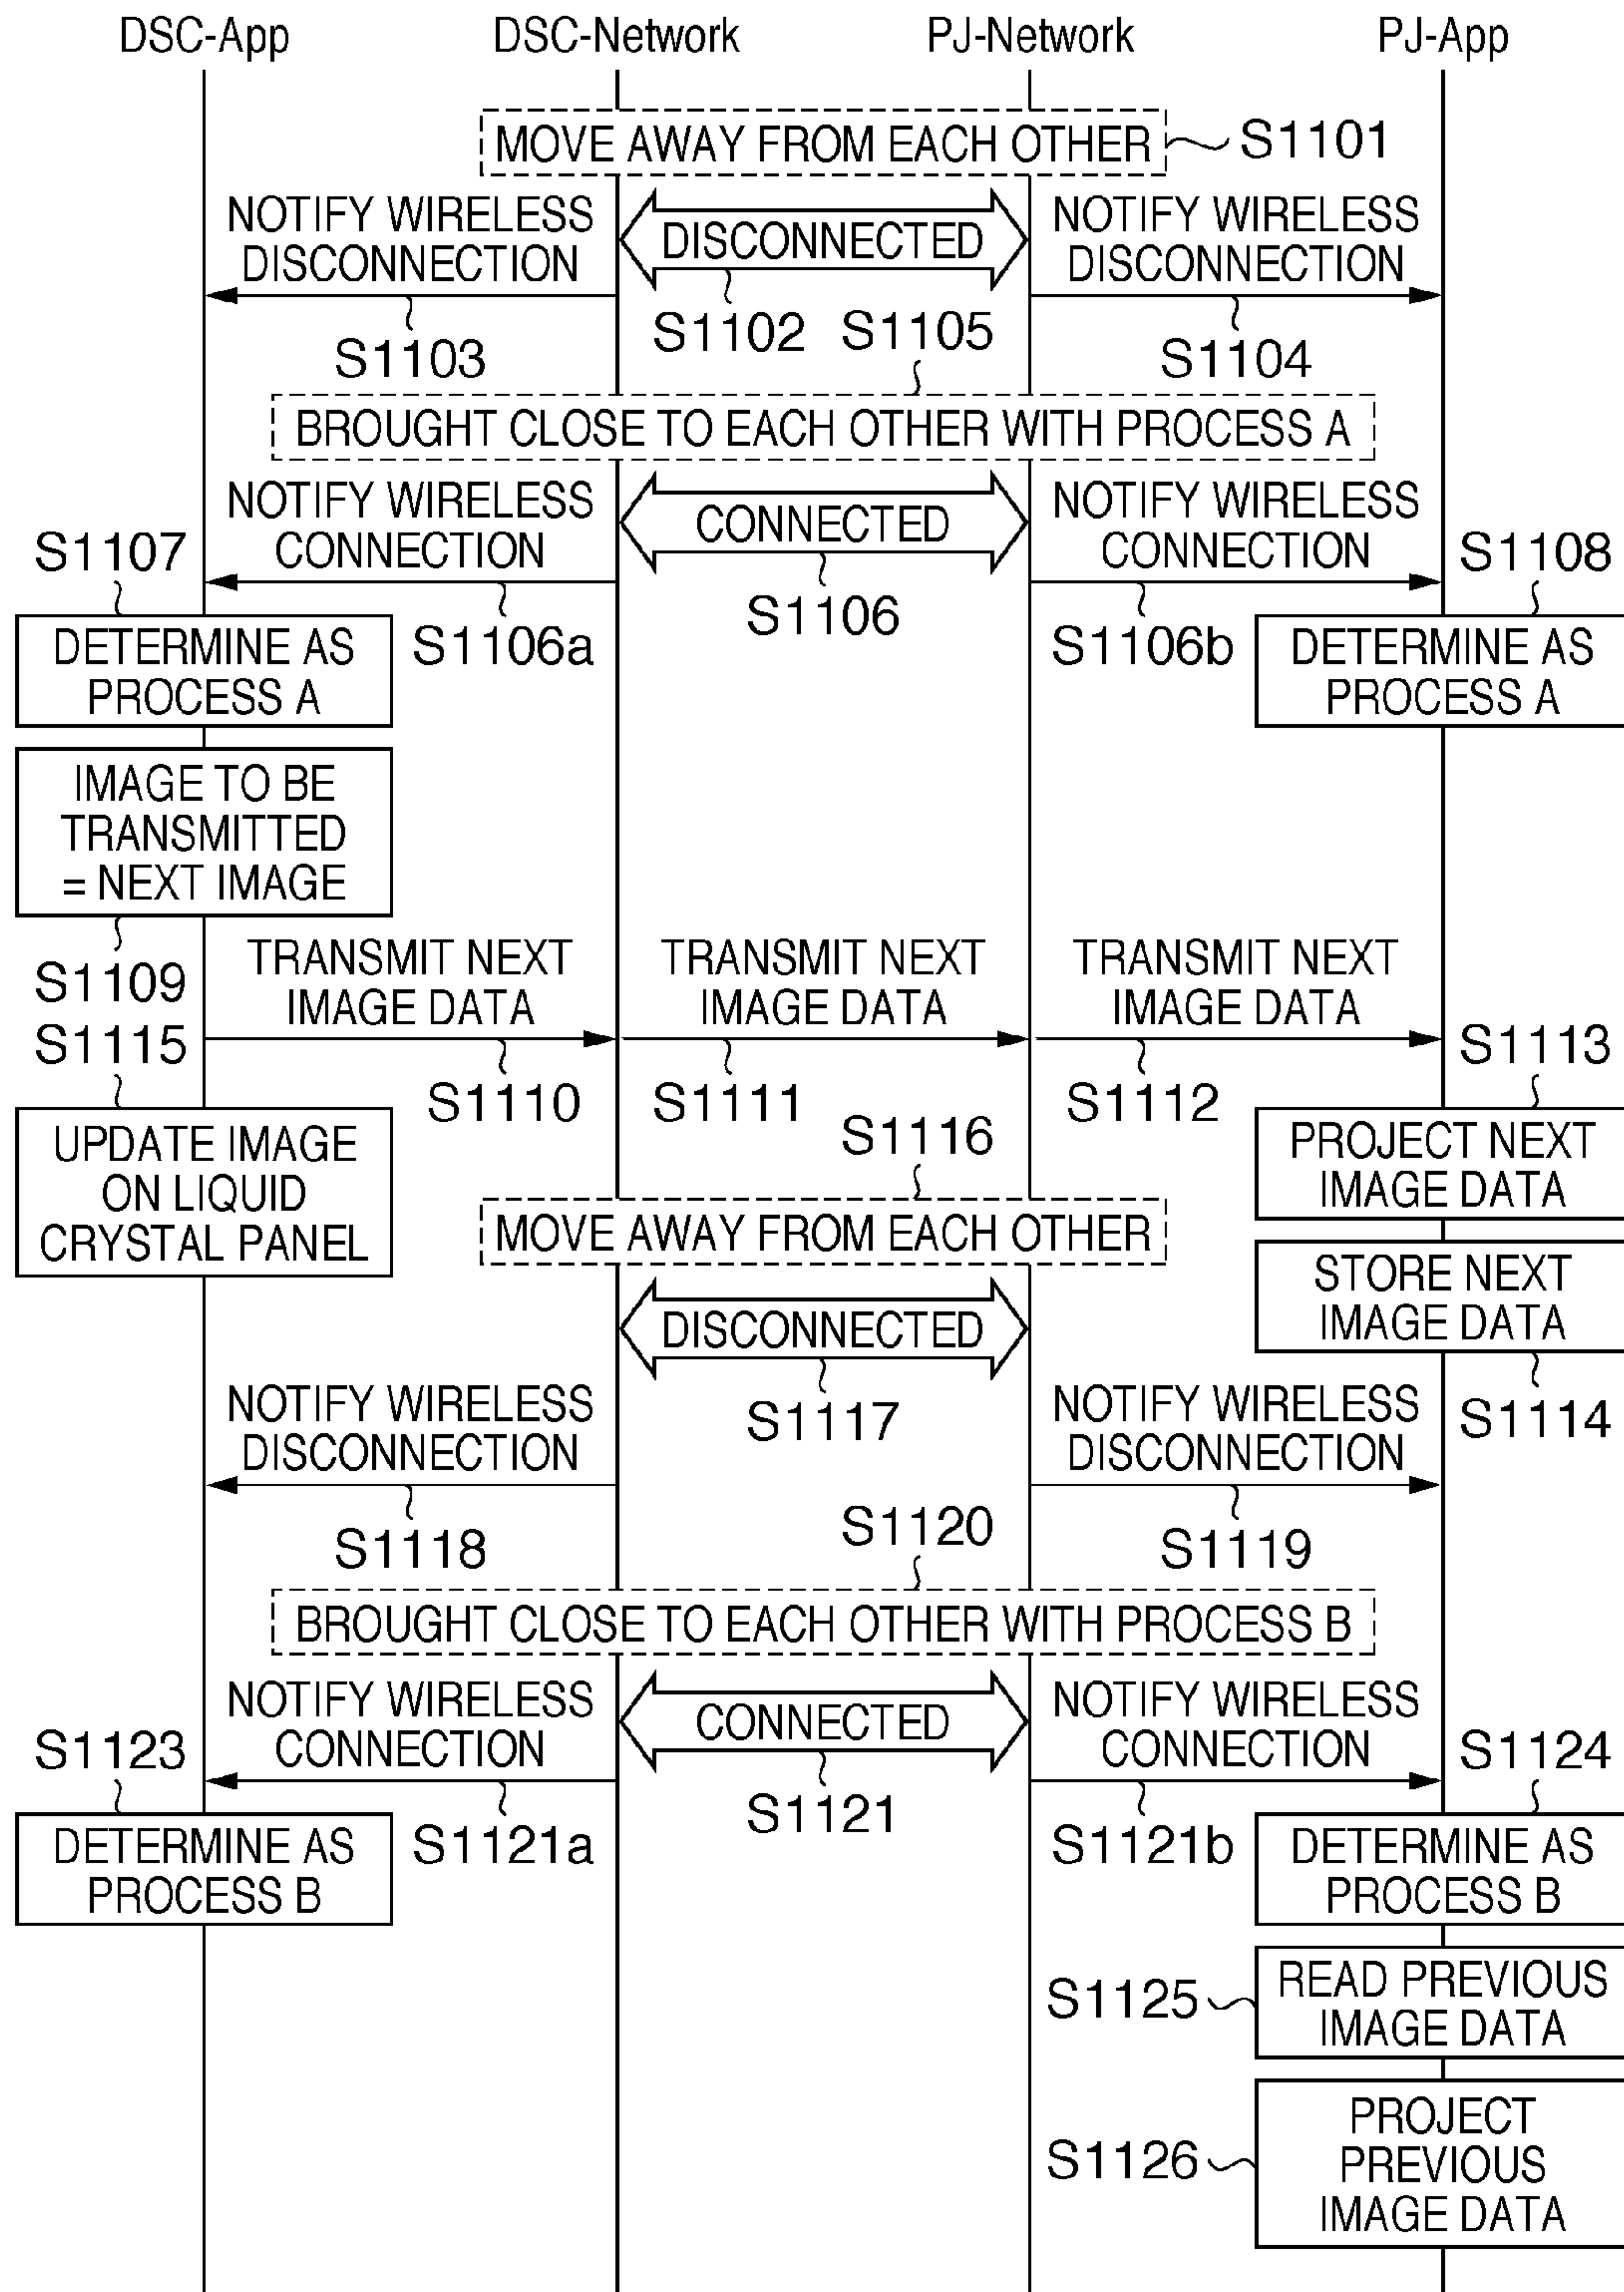 DSC-App
DSC-Network
PJ-Network
PJ-App
MOVE AWAY FROM EACH OTHER
S1101
NOTIFY WIRELESS
DISCONNECTION
DISCONNECTED
NOTIFY WIRELESS
DISCONNECTION
S1102
S1105
S1103
S1104
BROUGHT CLOSE TO EACH OTHER WITH PROCESS A
NOTIFY WIRELESS
CONNECTION
CONNECTED
NOTIFY WIRELESS
CONNECTION
S1107
S1108
S1106
S1106a
S1106b
DETERMINE AS
PROCESS A
DETERMINE AS
PROCESS A
IMAGE TO BE
TRANSMITTED
= NEXT IMAGE
S1109
TRANSMIT NEXT
IMAGE DATA
TRANSMIT NEXT
IMAGE DATA
TRANSMIT NEXT
IMAGE DATA
S1115
S1113
S1110
S1111
S1112
UPDATE IMAGE
ON LIQUID
CRYSTAL PANEL
S1116
PROJECT NEXT
IMAGE DATA
MOVE AWAY FROM EACH OTHER
STORE NEXT
IMAGE DATA
DISCONNECTED
S1114
NOTIFY WIRELESS
DISCONNECTION
S1117
NOTIFY WIRELESS
DISCONNECTION
S1118
S1120
S1119
BROUGHT CLOSE TO EACH OTHER WITH PROCESS B
NOTIFY WIRELESS
CONNECTION
CONNECTED
NOTIFY WIRELESS
CONNECTION
S1123
S1124
S1121
S1121a
S1121b
DETERMINE AS
PROCESS B
DETERMINE AS
PROCESS B
S1125
READ PREVIOUS
IMAGE DATA
S1126
PROJECT
PREVIOUS
IMAGE DATA